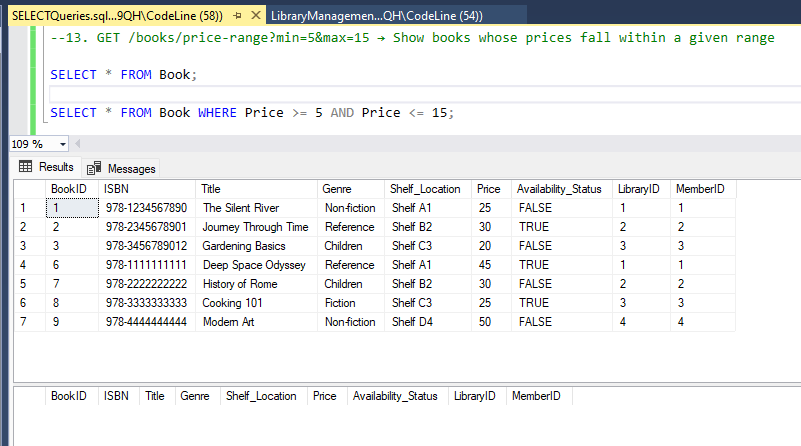 SELECTQueries.sql...9QH\CodeLine (58)) LibraryManagemen...QH\CodeLine (54))
--13. GET /books/price-range?min=5&max=15 → Show books whose prices fall within a given range
SELECT * FROM Book;
SELECT * FROM Book WHERE Price >= 5 AND Price <= 15;
109 %
Results Messages
BookID ISBN Title Genre Shelf_Location Price Availability_Status LibraryID MemberID
1 1 978-1234567890 The Silent River Non-fiction Shelf A1 25 FALSE 1 1
2 2 978-2345678901 Journey Through Time Reference Shelf B2 30 TRUE 2 2
3 3 978-3456789012 Gardening Basics Children Shelf C3 20 FALSE 3 3
4 6 978-1111111111 Deep Space Odyssey Reference Shelf A1 45 TRUE 1 1
5 7 978-2222222222 History of Rome Children Shelf B2 30 FALSE 2 2
6 8 978-3333333333 Cooking 101 Fiction Shelf C3 25 TRUE 3 3
7 9 978-4444444444 Modern Art Non-fiction Shelf D4 50 FALSE 4 4
BookID ISBN Title Genre Shelf_Location Price Availability_Status LibraryID MemberID